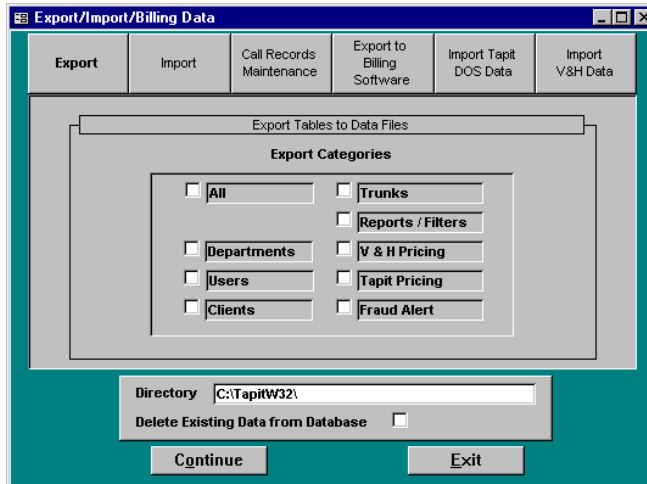 Export/Import/Billing Data
Export
Import
Call Records
Maintenance
Export to
Billing
Software
Import Tapit
DOS Data
Import
V&H Data
Export Tables to Data Files
Export Categories
All
Trunks
Reports / Filters
Departments
V & H Pricing
Users
Tapit Pricing
Clients
Fraud Alert
Directory C:\TapitW32\
Delete Existing Data from Database
Continue
Exit